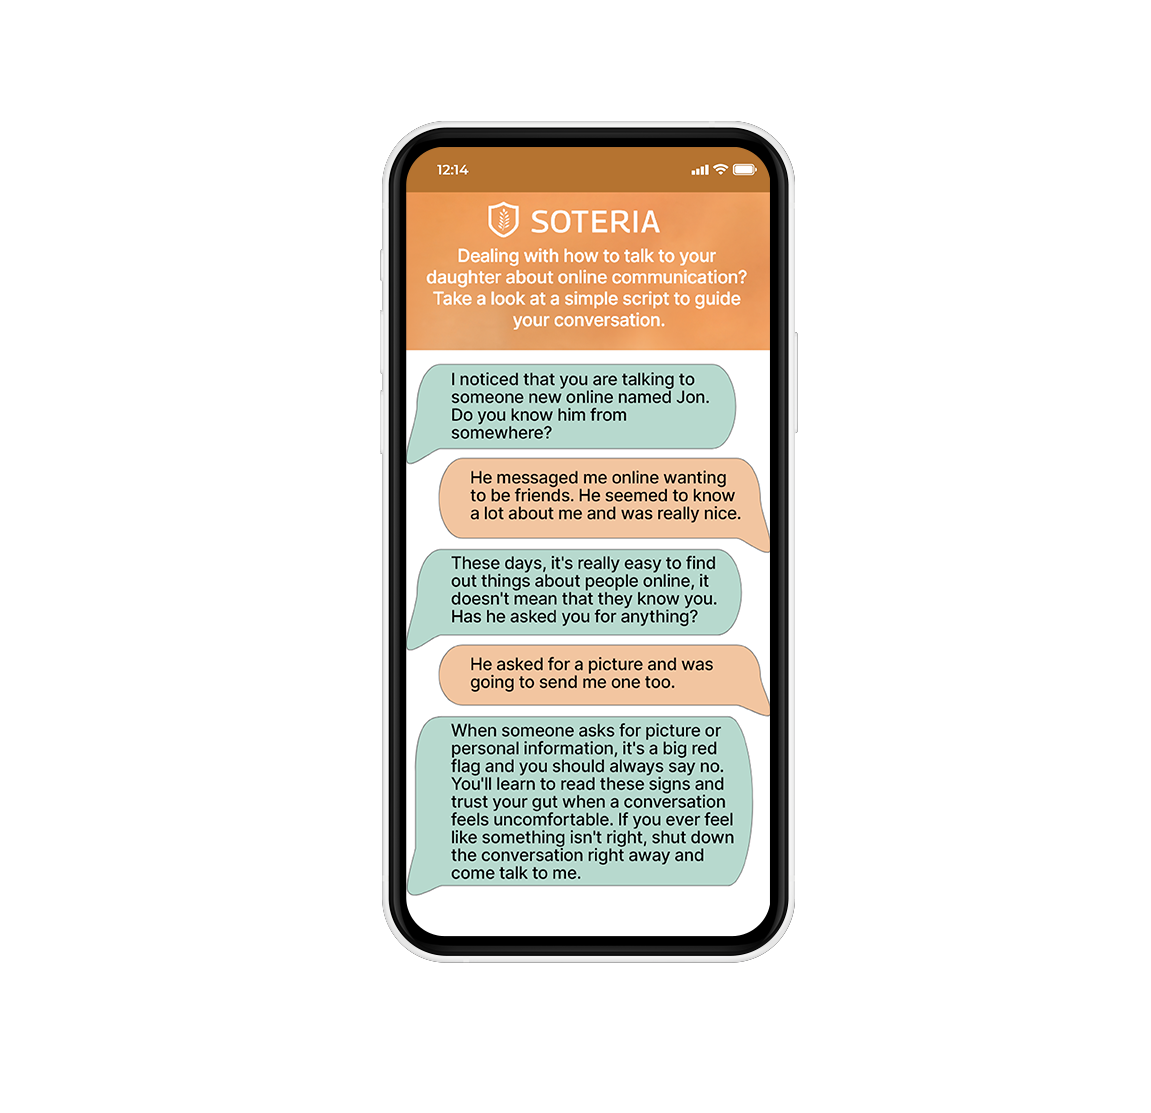 12:14
SOTERIA
Dealing with how to talk to your
daughter about online communication?
Take a look at a simple script to guide
your conversation.
I noticed that you are talking to
someone new online named Jon.
Do you know him from
somewhere?
He messaged me online wanting
to be friends. He seemed to know
a lot about me and was really nice.
These days, it's really easy to find
out things about people online, it
doesn't mean that they know you.
Has he asked you for anything?
He asked for a picture and was
going to send me one too.
When someone asks for picture or
personal information, it's a big red
flag and you should always say no.
You'll learn to read these signs and
trust your gut when a conversation
feels uncomfortable. If you ever feel
like something isn't right, shut down
the conversation right away and
come talk to me.